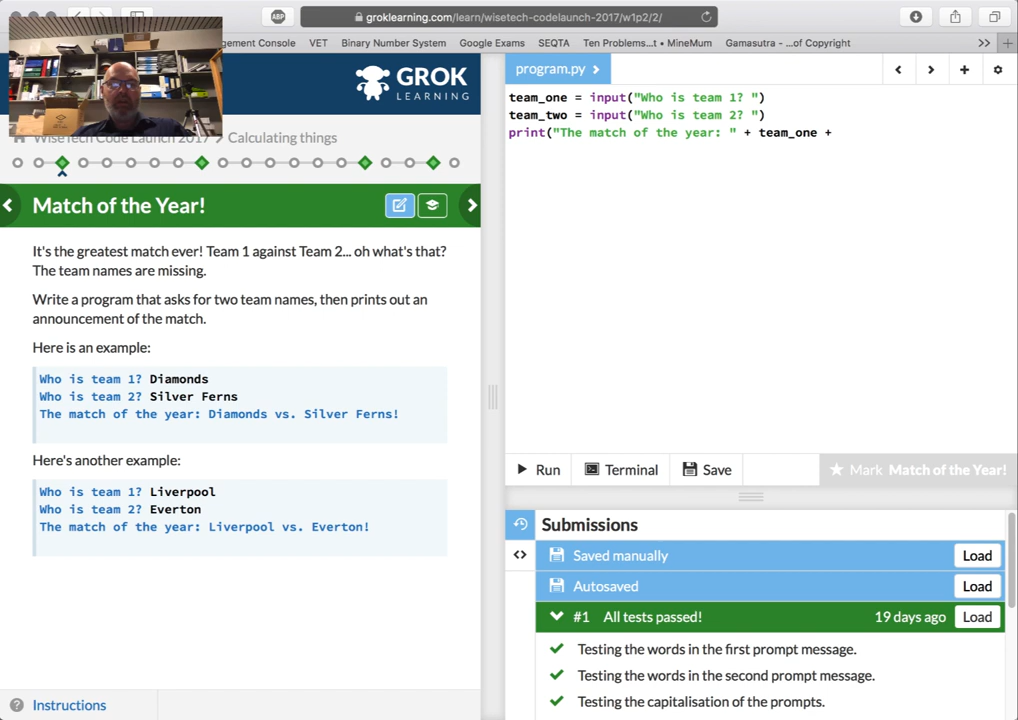 ABP
groklearning.com/learn/wisetech-codelaunch-2017/w1p2/2/
gement Console VET Binary Number System Google Exams SEQTA Ten Problems...t • MineMum Gamasutra - ...of Copyright
GROK
LEARNING
WiseTech Code Launch 2017 > Calculating things
Match of the Year!
It's the greatest match ever! Team 1 against Team 2... oh what's that?
The team names are missing.
Write a program that asks for two team names, then prints out an
announcement of the match.
Here is an example:
Who is team 1? Diamonds
Who is team 2? Silver Ferns
The match of the year: Diamonds vs. Silver Ferns!
Here's another example:
Who is team 1? Liverpool
Who is team 2? Everton
The match of the year: Liverpool vs. Everton!
Instructions
program.py
team_one = input("Who is team 1? ")
team_two = input("Who is team 2? ")
print("The match of the year: " + team_one +
Run Terminal Save Mark Match of the Year!
Submissions
Saved manually Load
Autosaved Load
#1 All tests passed! 19 days ago Load
Testing the words in the first prompt message.
Testing the words in the second prompt message.
Testing the capitalisation of the prompts.